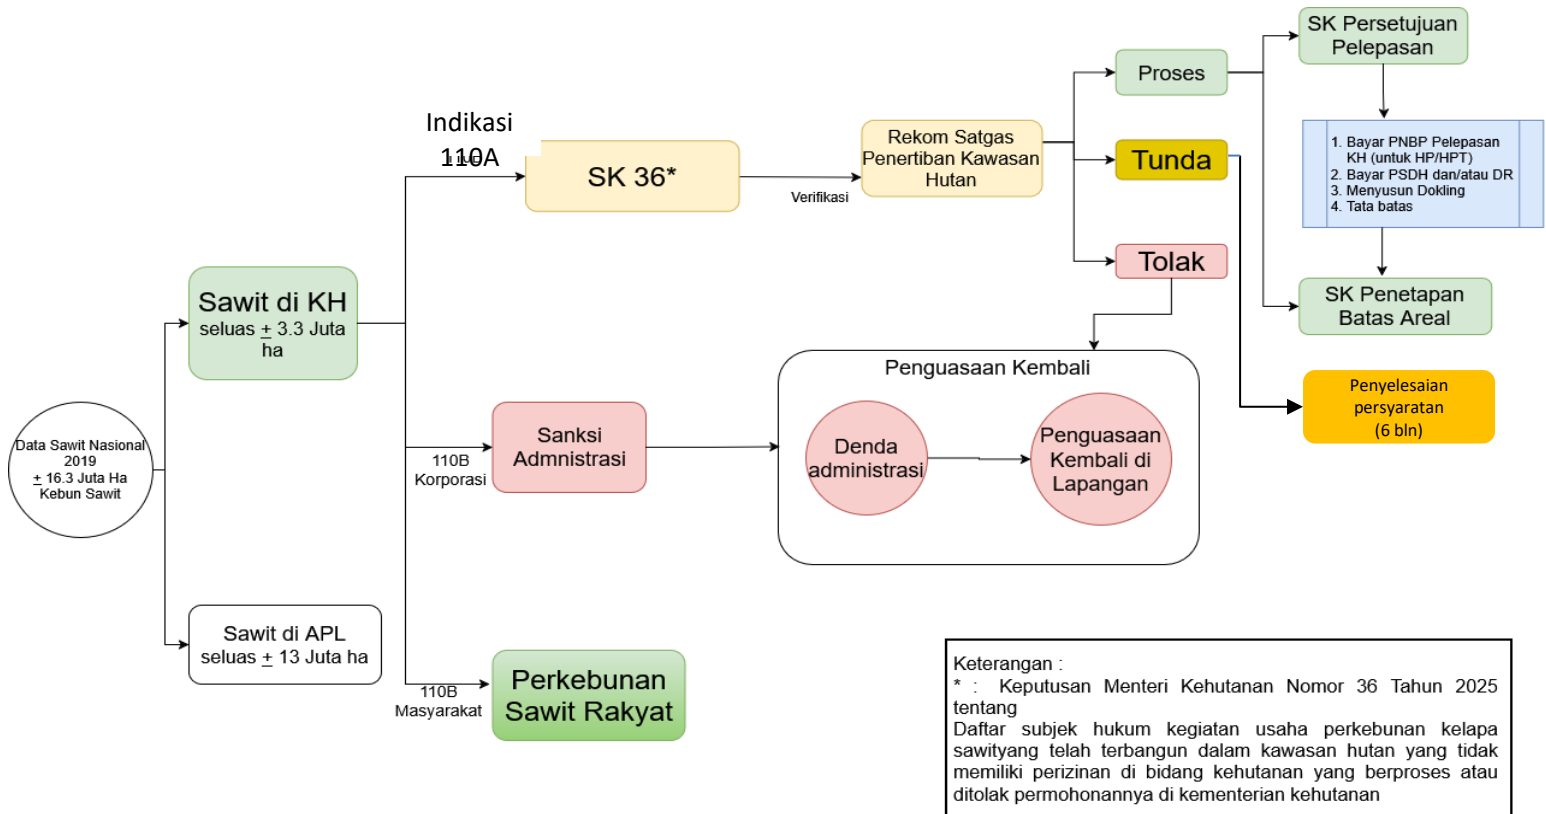 Data Sawit Nasional
2019
+ 16.3 Juta Ha
Kebun Sawit
Sawit di KH
seluas + 3.3 Juta
ha
Sawit di APL
seluas + 13 Juta ha
Indikasi
110A
SK 36*
Verifikasi
Rekom Satgas
Penertiban Kawasan
Hutan
Proses
Tunda
Tolak
SK Persetujuan
Pelepasan
1. Bayar PNBP Pelepasan
KH (untuk HP/HPT)
2. Bayar PSDH dan/atau DR
3. Menyusun Dokling
4. Tata batas
SK Penetapan
Batas Areal
Penyelesaian
persyaratan
(6 bln)
110B
Korporasi
Sanksi
Admnistrasi
Penguasaan Kembali
Denda
administrasi
Penguasaan
Kembali di
Lapangan
110B
Masyarakat
Perkebunan
Sawit Rakyat
Keterangan :
* : Keputusan Menteri Kehutanan Nomor 36 Tahun 2025
tentang
Daftar subjek hukum kegiatan usaha perkebunan kelapa
sawityang telah terbangun dalam kawasan hutan yang tidak
memiliki perizinan di bidang kehutanan yang berproses atau
ditolak permohonannya di kementerian kehutanan